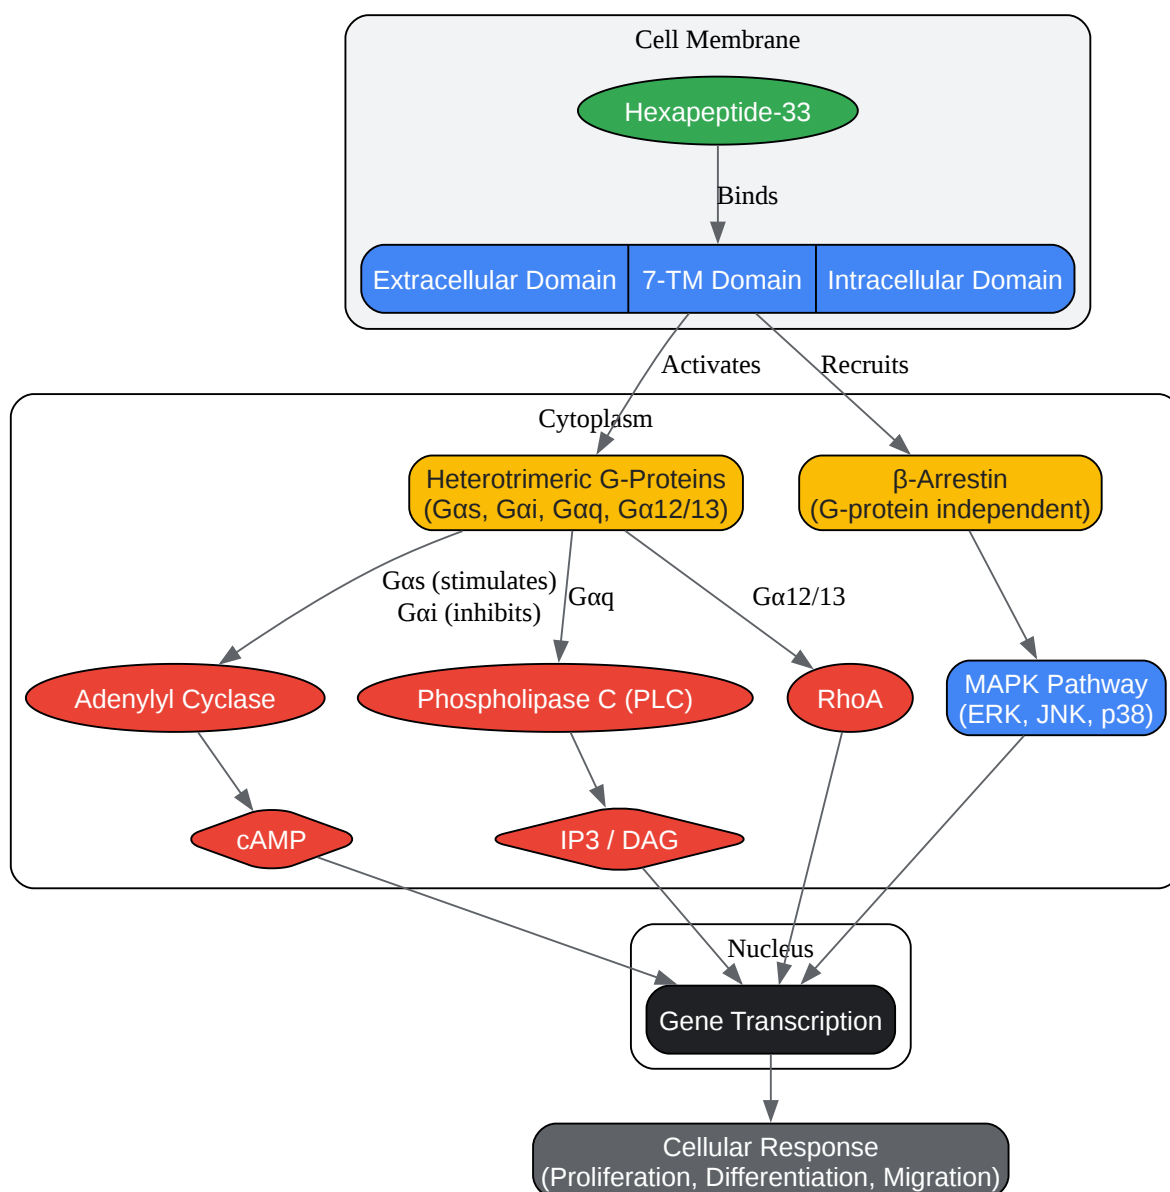 Cell Membrane
Hexapeptide-33
Binds
Extracellular Domain
7-TM Domain
Intracellular Domain
Activates
Recruits
Cytoplasm
Heterotrimeric G-Proteins
(Gαs, Gαi, Gαq, Gα12/13)
β-Arrestin
(G-protein independent)
Gαs (stimulates)
Gαi (inhibits)
Gαq
Gα12/13
Adenylyl Cyclase
Phospholipase C (PLC)
RhoA
MAPK Pathway
(ERK, JNK, p38)
cAMP
IP3 / DAG
Nucleus
Gene Transcription
Cellular Response
(Proliferation, Differentiation, Migration)